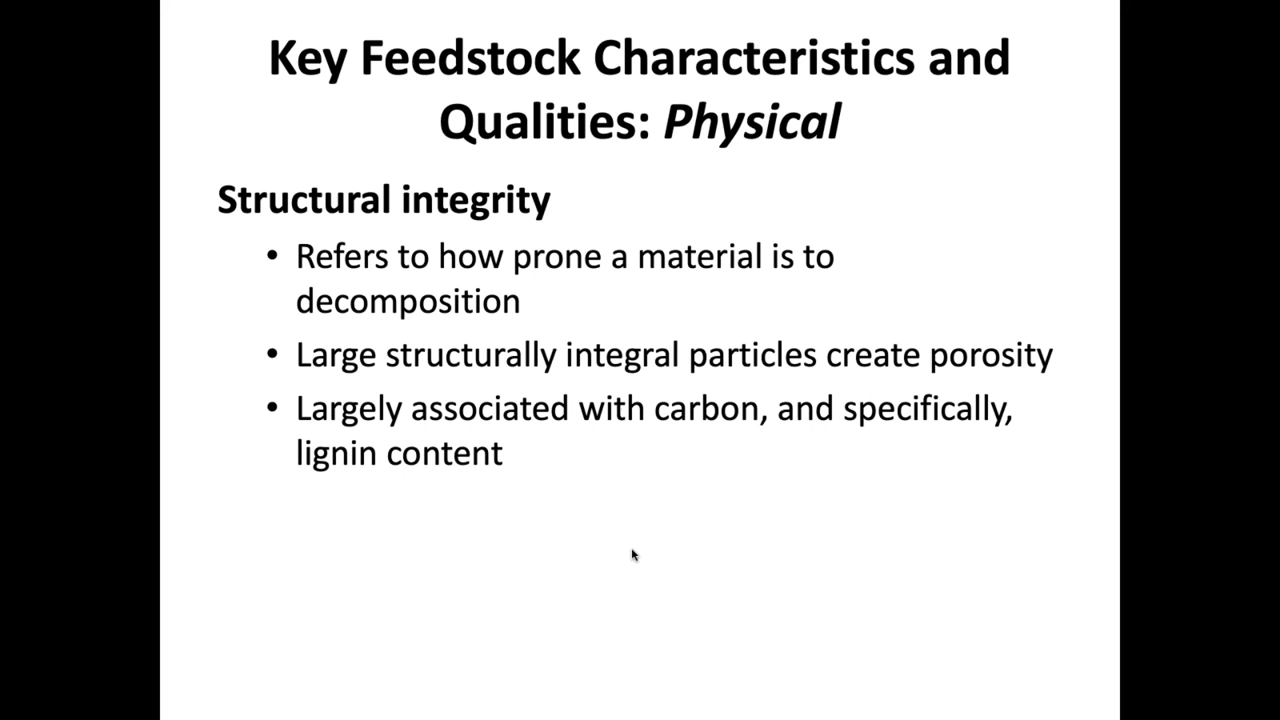 Key Feedstock Characteristics and
Qualities: Physical
Structural integrity
• Refers to how prone a material is to
decomposition
• Large structurally integral particles create porosity
• Largely associated with carbon, and specifically,
lignin content